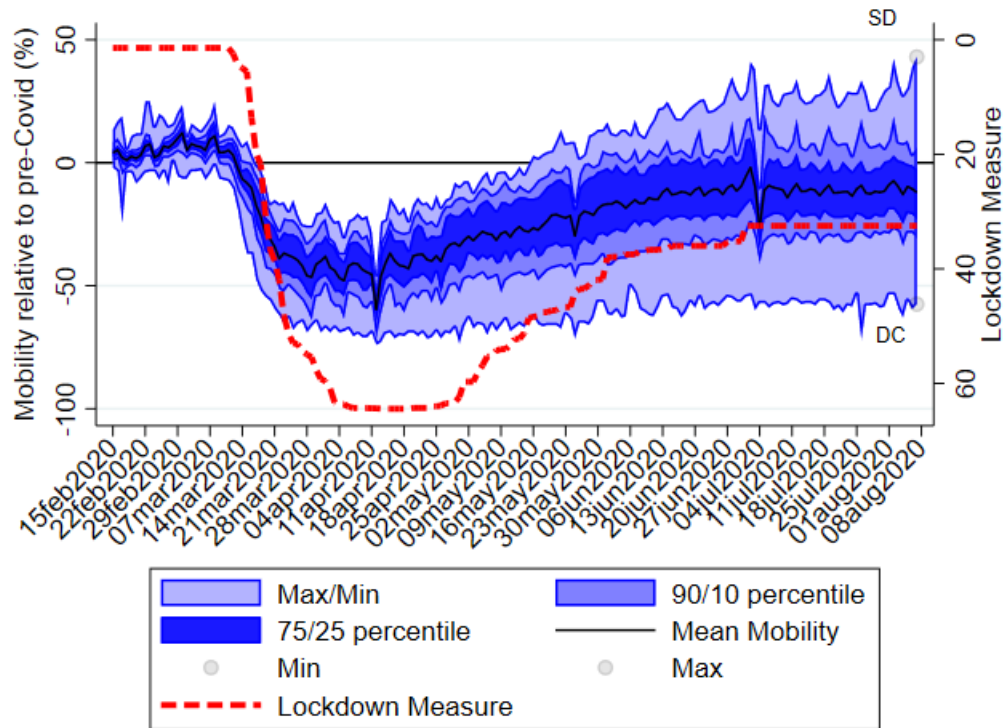 SD
50
0
-50
-100
Mobility relative to pre-Covid (%)
0
20
40
60
Lockdown Measure
DC
15feb2020
22feb2020
29feb2020
07mar2020
14mar2020
21mar2020
28mar2020
04apr2020
11apr2020
18apr2020
25apr2020
02may2020
09may2020
16may2020
23may2020
30may2020
06jun2020
13jun2020
20jun2020
27jun2020
04jul2020
11jul2020
18jul2020
25jul2020
01aug2020
08aug2020
Max/Min
90/10 percentile
75/25 percentile
Mean Mobility
Min
Max
Lockdown Measure